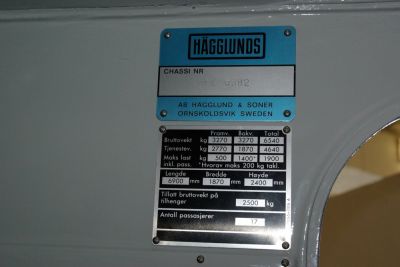 HÄGGLUNDS
CHASSI NR
AB HÄGGLUND & SÖNER
ÖRNSKÖLDSVIK SWEDEN
Framv. Bakv. Total
Bruttovekt kg 3270 3270 6540
Tjenestev. kg 2770 1870 4640
Maks last kg 500 1400* 1900
inkl. pass. *Hvorav maks 200 kg takl.
Lengde Bredde Høyde
6900 mm 1870 mm 2400 mm
Tillatt bruttovekt på
tilhenger 2500 kg
Antall passasjerer 17